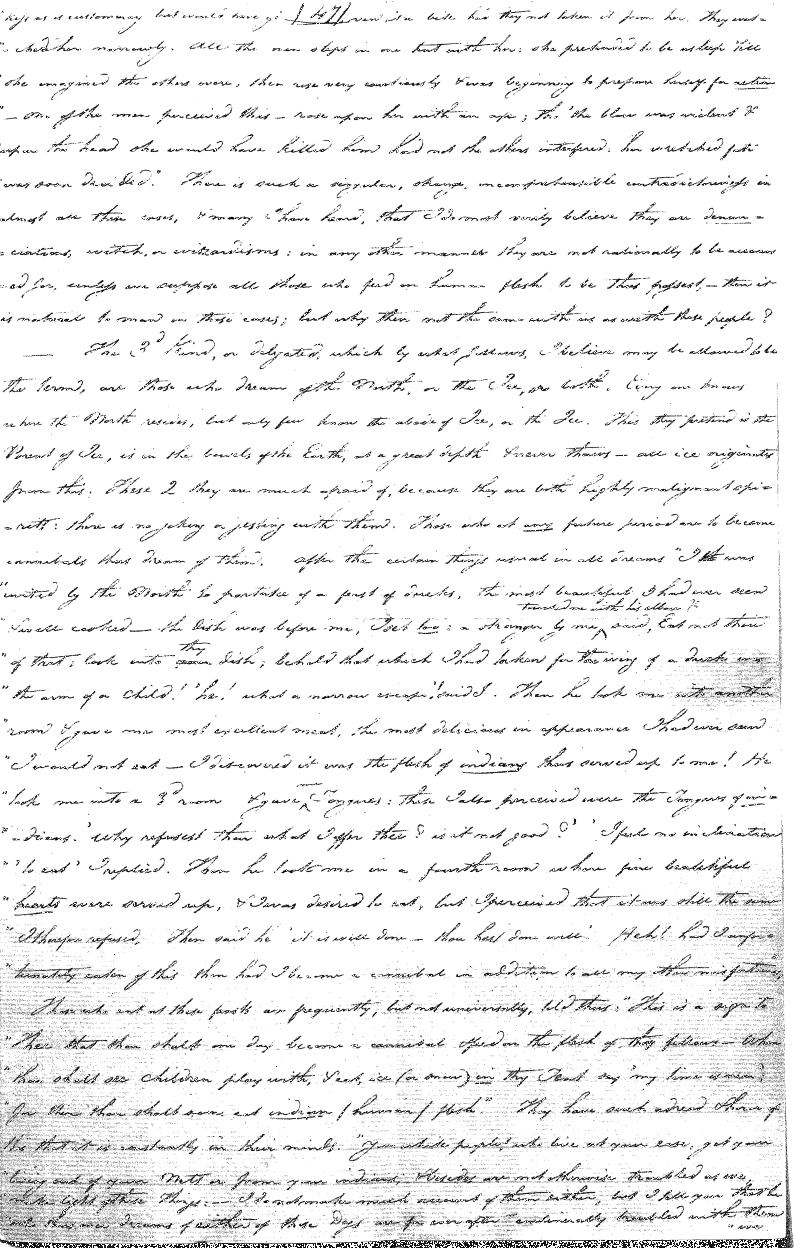 "keys as is customary but would have go [167] even in a hide had they not taken it from her. They wat=
"-ched her narrowly. All the men slept in one hut with her: she pretended to be asleep 'till
"she imagined the others were, then rose very cautiously & was beginning to prepare herself for action
"— one of the men perceived this — rose upon her with an axe; tho' the blow was violent &
upon the head she would have killed him had not the others interfered: her wretched fate
"was soon decided". There is such a singular, strange, incomprehensible contradictoriness in
almost all these cases, & many I have heard, that I do most verily believe they are denun=
=ciations, witch, or wizardisms: in any other manner they are not rationally to be accoun
=ed for, unless we suppose all those who feed on human flesh to be thus possest, — then it
is natural to man in those cases; but why then not the same with us as with those people?
— The 3d Kind, or delegated, which by what follows, I believe may be allowed to be
the term, are those who dream of the North, or the Ice, or both. Every one knows
where the North resides, but only few know the abode of Ice, or the Ice. This they pretend is the
Parent of Ice, is in the bowels of the Earth, at a great depth & never thaws — all ice originates
from this. These 2 they are much afraid of, because they are both highly malignant spi=
=rits: there is no joking or jessing with them. Those who at any future period are to become
cannibals thus dream of them. After the certain things usual in all dreams "I was
"invited by the North to partake of a feast of ducks, the most beautiful I had ever seen
touched me with his elbow &
"& well cooked — the dish was before me, I set too: a stranger by me, said, Eat not thou
thy
"of that; look into dish; behold that which I had taken for the wing of a duck was
"the arm of a child! "he! what a narrow escape"! said I. Then he took me into another
"room & gave me most excellent meat, the most delicious in appearance I had ever seen
"I would not eat — I discovered it was the flesh of indians thus served up to me! He
me
"took me into a 3d room & gave Tongues: these I also perceived were the Tongues of in=
"=dians. 'Why refusest thou what I offer thee? is it not good?' 'I feel no inclination
"'to eat' I replied. Then he took me in a fourth room where fine beautiful
"hearts were served up, & I was desired to eat, but I perceived that it was still the same
"I therefore refused. Then said he 'it is well done — thou hast done well.' Heh! had I unfor=
"tunately eaten of this then had I become a cannibal in addition to all my other misfortunes"
Those who eat at these feasts are frequently, but not universally, told thus: "This is a sign to
"thee that thou shalt one day become a cannibal & feed on the flesh of thy fellows — When
"thou shalt see children play with, & eat, ice (or snow) in thy Tent say 'my time is near'!
"for then thou shalt soon eat indian / human / flesh" They have such a dread & horror of
this that it is constantly in their minds. "You white people! who live at your ease, get your
"living out of your Nets or from your indians, & besides are not otherwise troubled as we,
"make light of these things: — I do not make much account of them either, but I tell you that he
who dreams of either of these Days are for ever after troubled with them
"